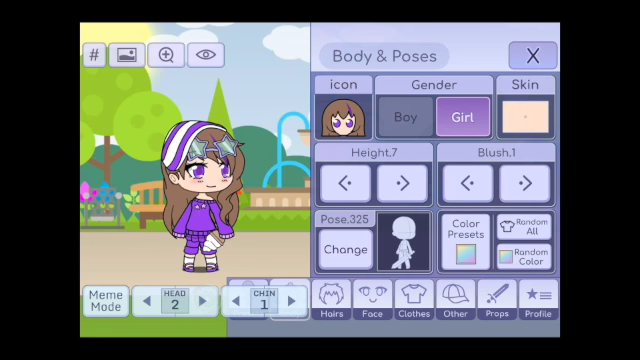 #
Body & Poses
X
icon
Gender
Skin
Boy
Girl
Height.7
Blush.1
Pose.325
Change
Color
Presets
Random
All
Random
Color
Meme
Mode
HEAD
2
CHIN
1
Hairs
Face
Clothes
Other
Props
Profile